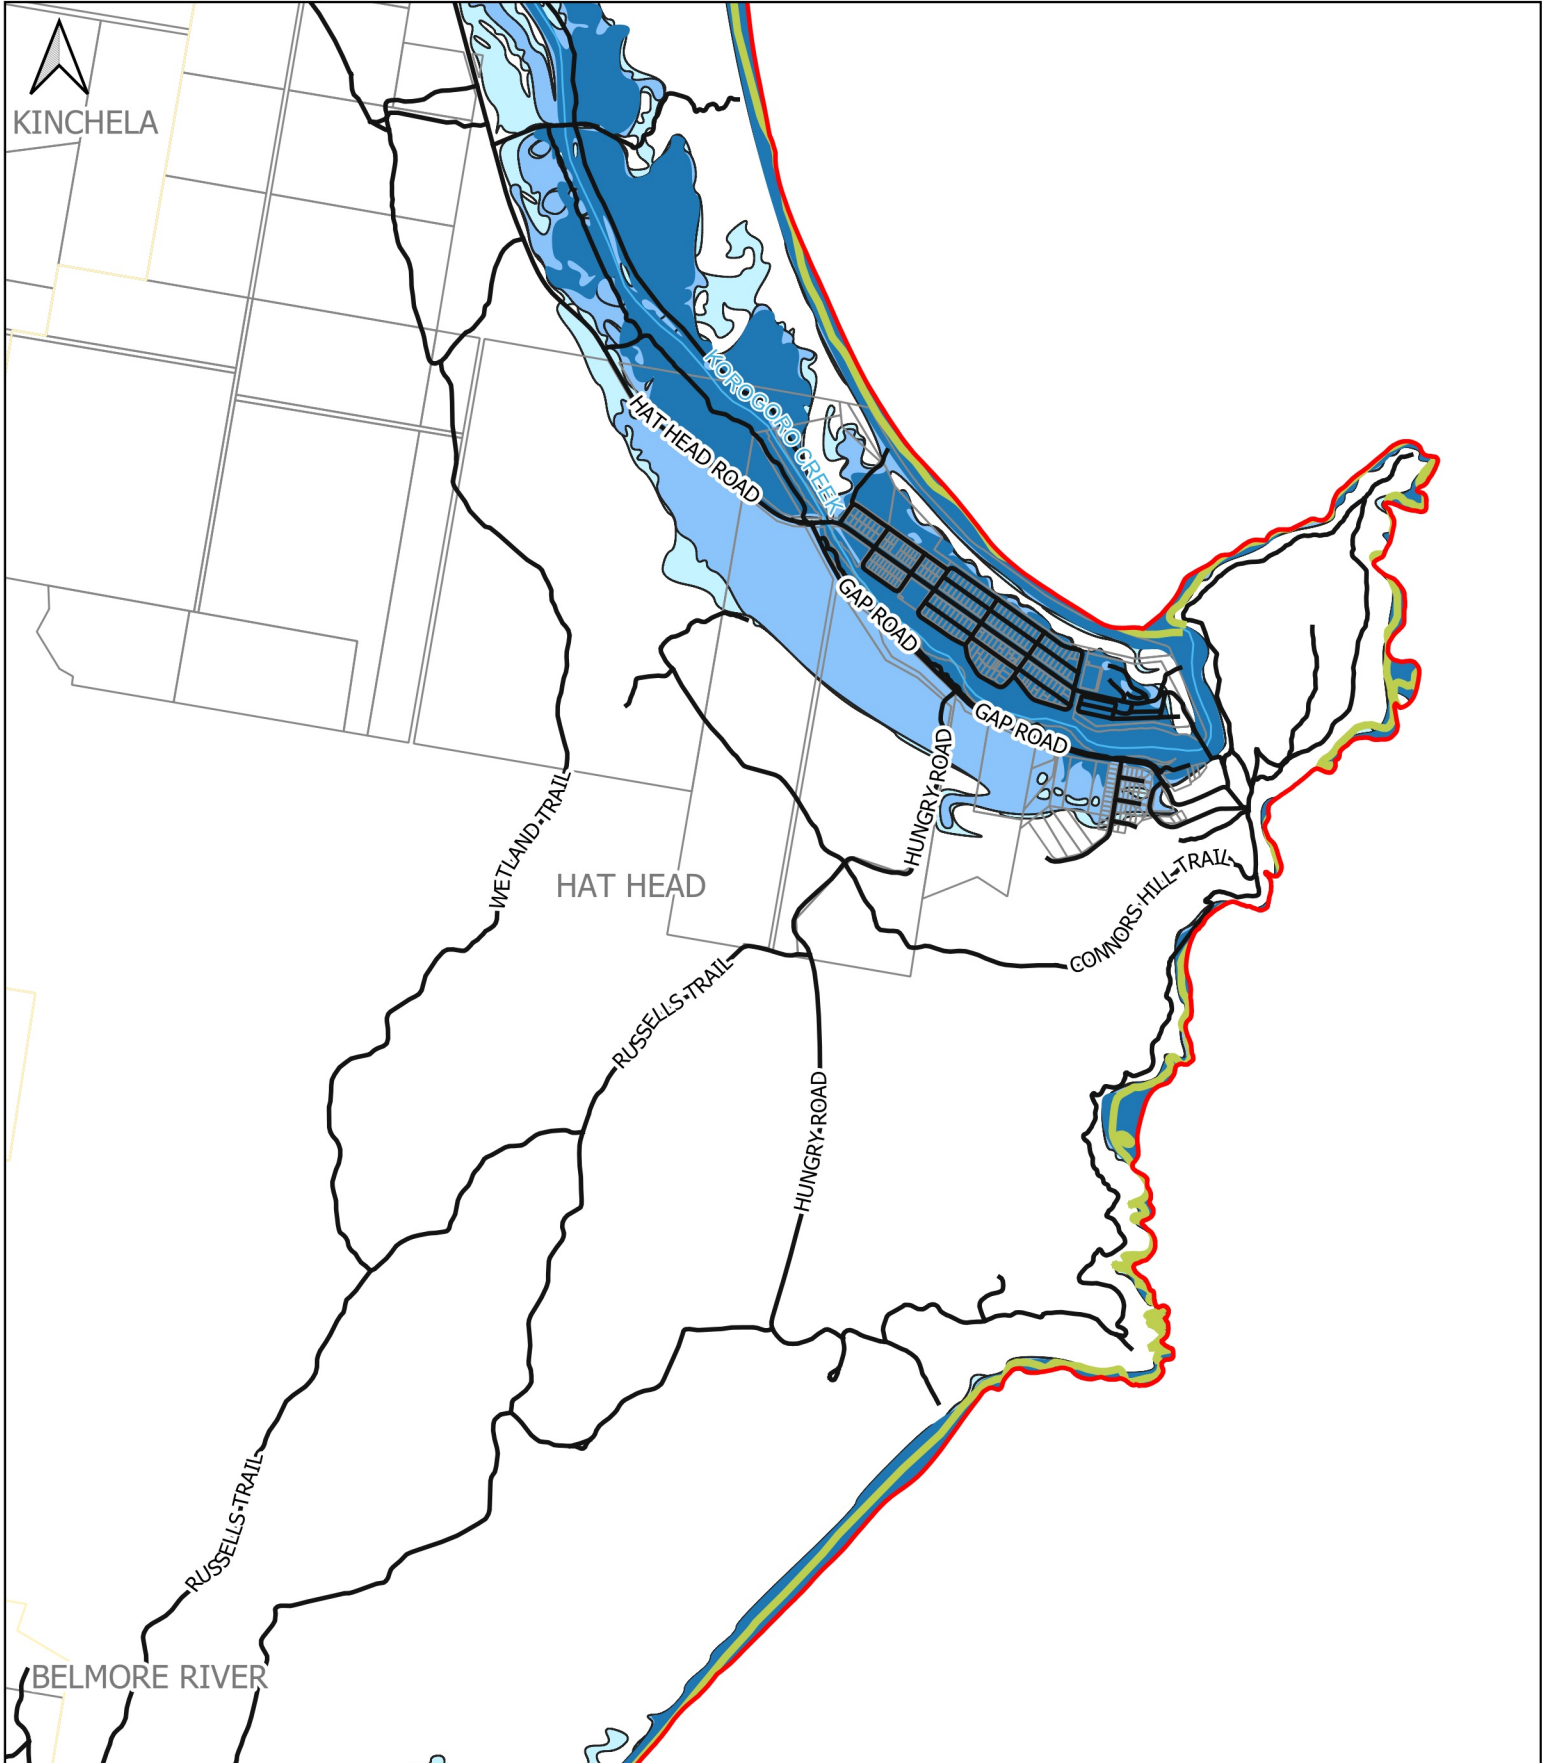 KINCHELA
KOROGORO CREEK
HAT HEAD ROAD
GAP ROAD
GAP ROAD
HUNGRY ROAD
WETLAND TRAIL
HAT HEAD
CONNORS HILL TRAIL
RUSSELLS TRAIL
HUNGRY ROAD
RUSSELLS TRAIL
BELMORE RIVER